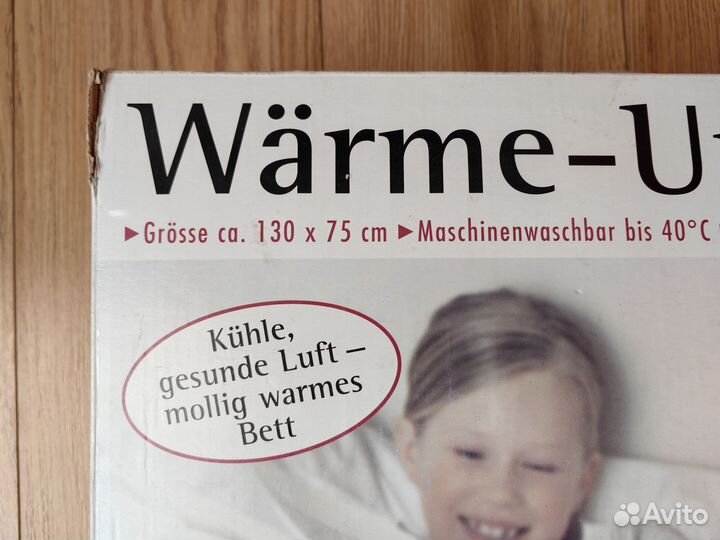 Wärme-U
▸Grösse ca. 130 x 75 cm ▸Maschinenwaschbar bis 40°C
Kühle,
gesunde Luft –
mollig warmes
Bett
Avito